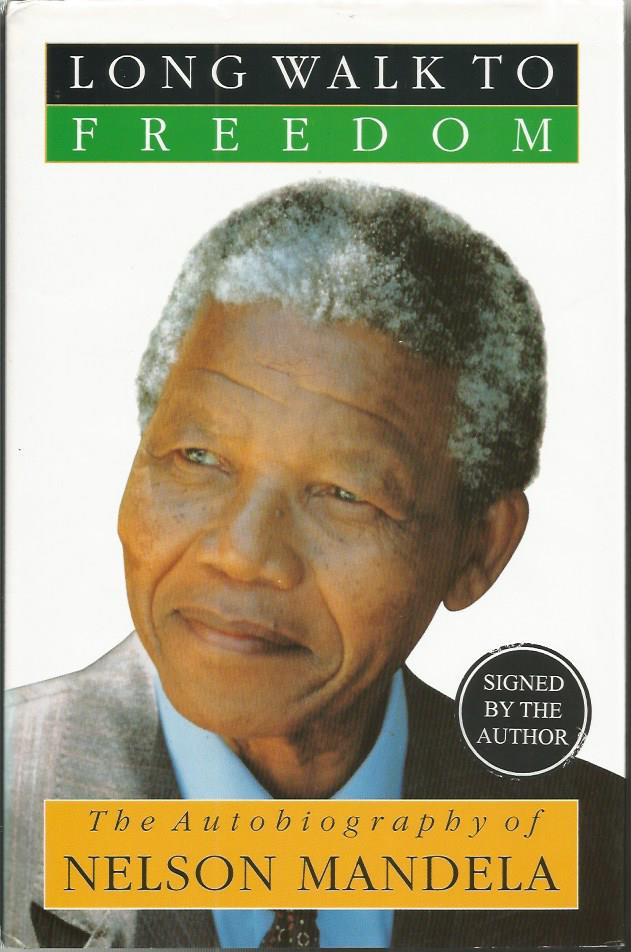 LONG WALK TO
FREEDOM
SIGNED
BY THE
AUTHOR
The Autobiography of
NELSON MANDELA